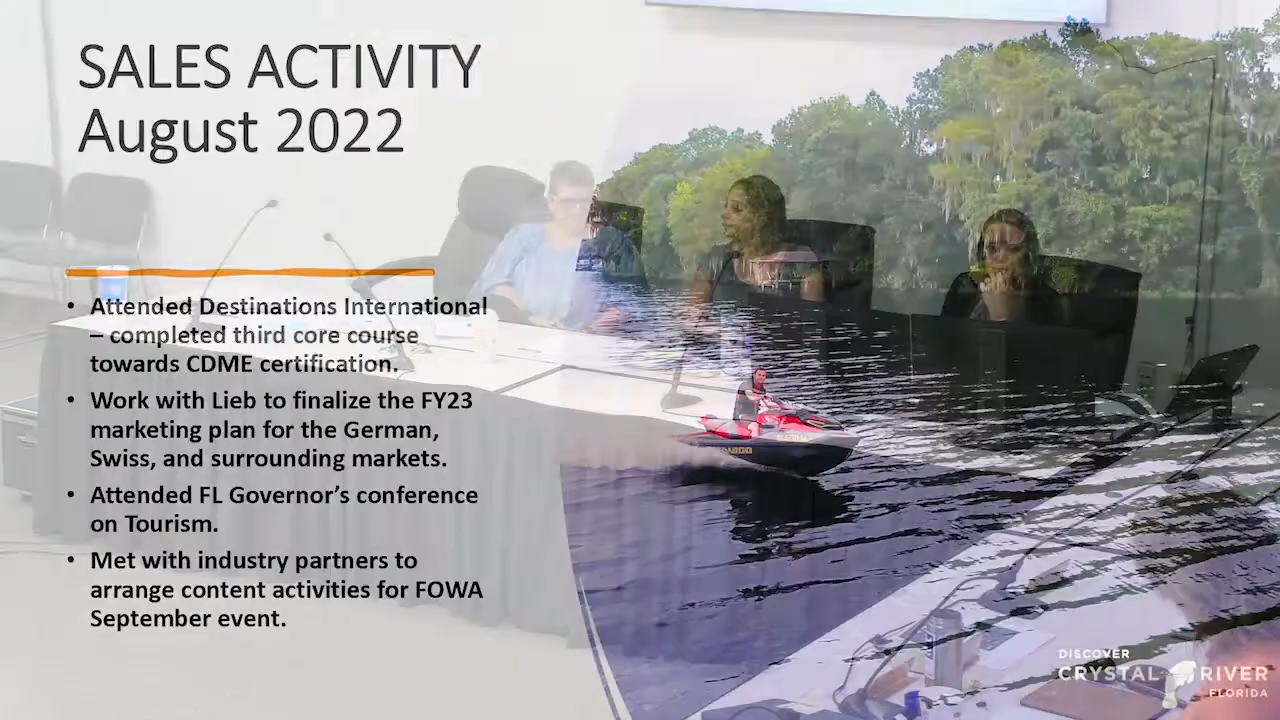 SALES ACTIVITY
August 2022
• Attended Destinations International
– completed third core course
towards CDME certification.
• Work with Lieb to finalize the FY23
marketing plan for the German,
Swiss, and surrounding markets.
• Attended FL Governor’s conference
on Tourism.
• Met with industry partners to
arrange content activities for FOWA
September event.
DISCOVER
CRYSTAL RIVER
FLORIDA